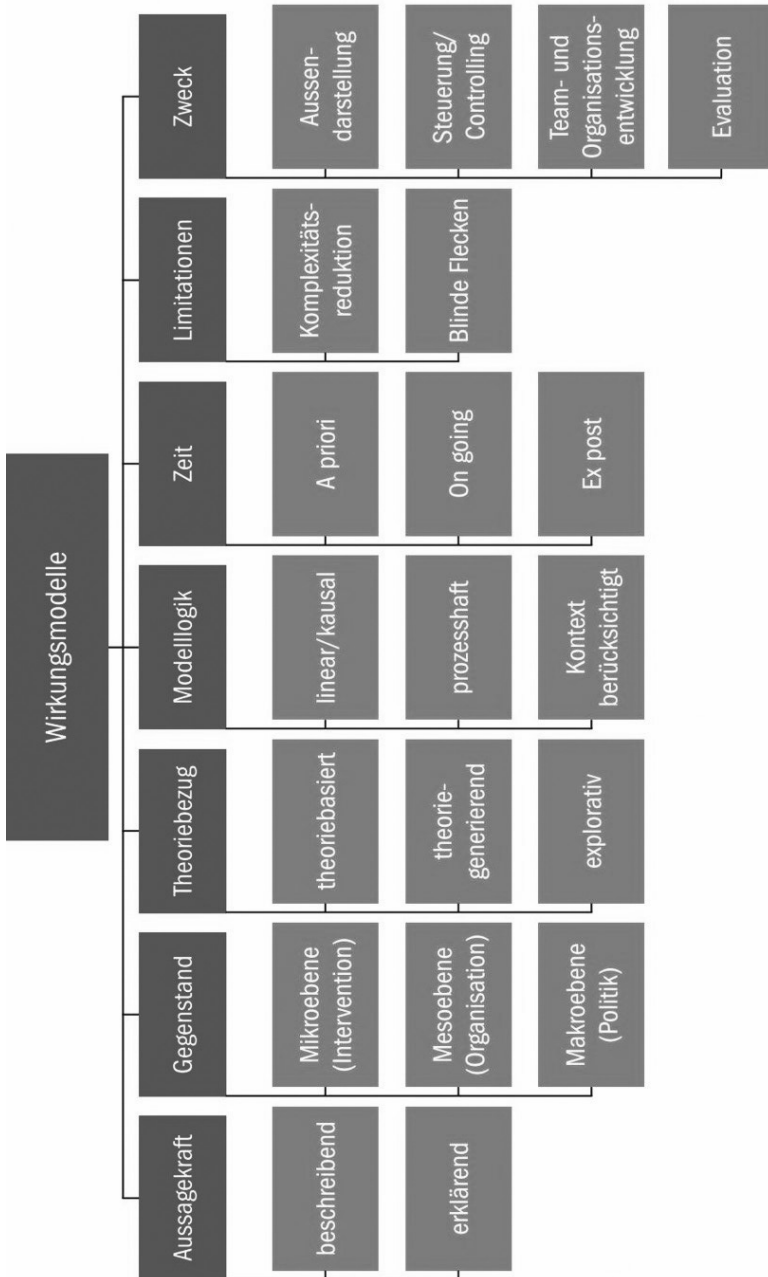 Wirkungsmodelle
Aussagekraft
beschreibend
erklärend
Gegenstand
Mikroebene
(Intervention)
Mesoebene
(Organisation)
Makroebene
(Politik)
Theoriebezug
theoriebasiert
theorie-
generierend
explorativ
Modelllogik
linear/kausal
prozesshaft
Kontext
berücksichtigt
Zeit
A priori
On going
Ex post
Limitationen
Komplexitäts-
reduktion
Blinde Flecken
Zweck
Aussen-
darstellung
Steuerung/
Controlling
Team- und
Organisations-
entwicklung
Evaluation